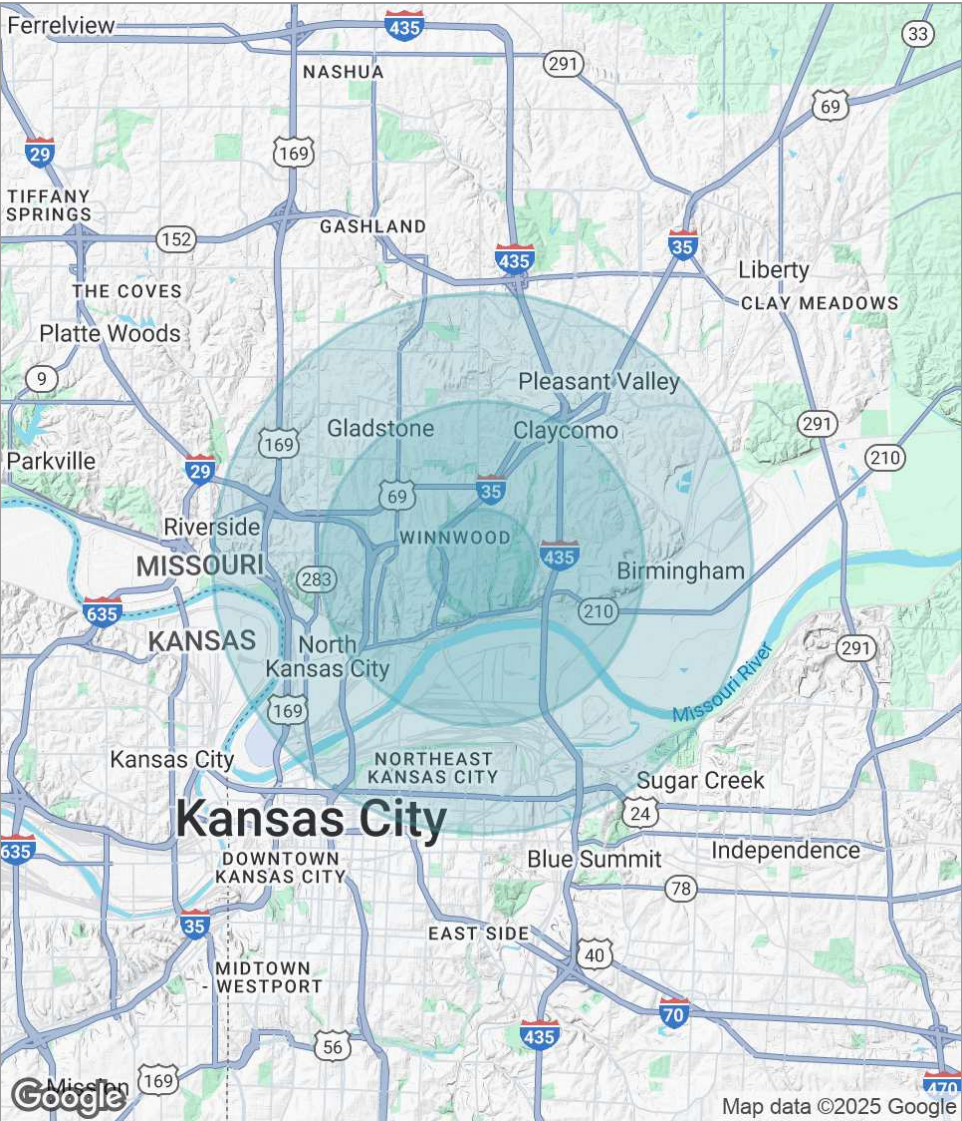 Ferrelview
435
33
NASHUA
291
69
169
29
TIFFANY
SPRINGS
152
GASHLAND
435
35
Liberty
THE COVES
CLAY MEADOWS
Platte Woods
9
Pleasant Valley
169
Gladstone
Claycomo
291
210
Parkville
29
69
35
Riverside
WINNWOOD
435
MISSOURI
283
Birmingham
635
210
KANSAS
North
Kansas City
291
169
Missouri River
Kansas City
NORTHEAST
KANSAS CITY
Sugar Creek
Kansas City
24
635
DOWNTOWN
KANSAS CITY
Blue Summit
Independence
78
35
EAST SIDE
40
MIDTOWN
- WESTPORT
70
435
56
Mission
169
470
Google
Map data ©2025 Google